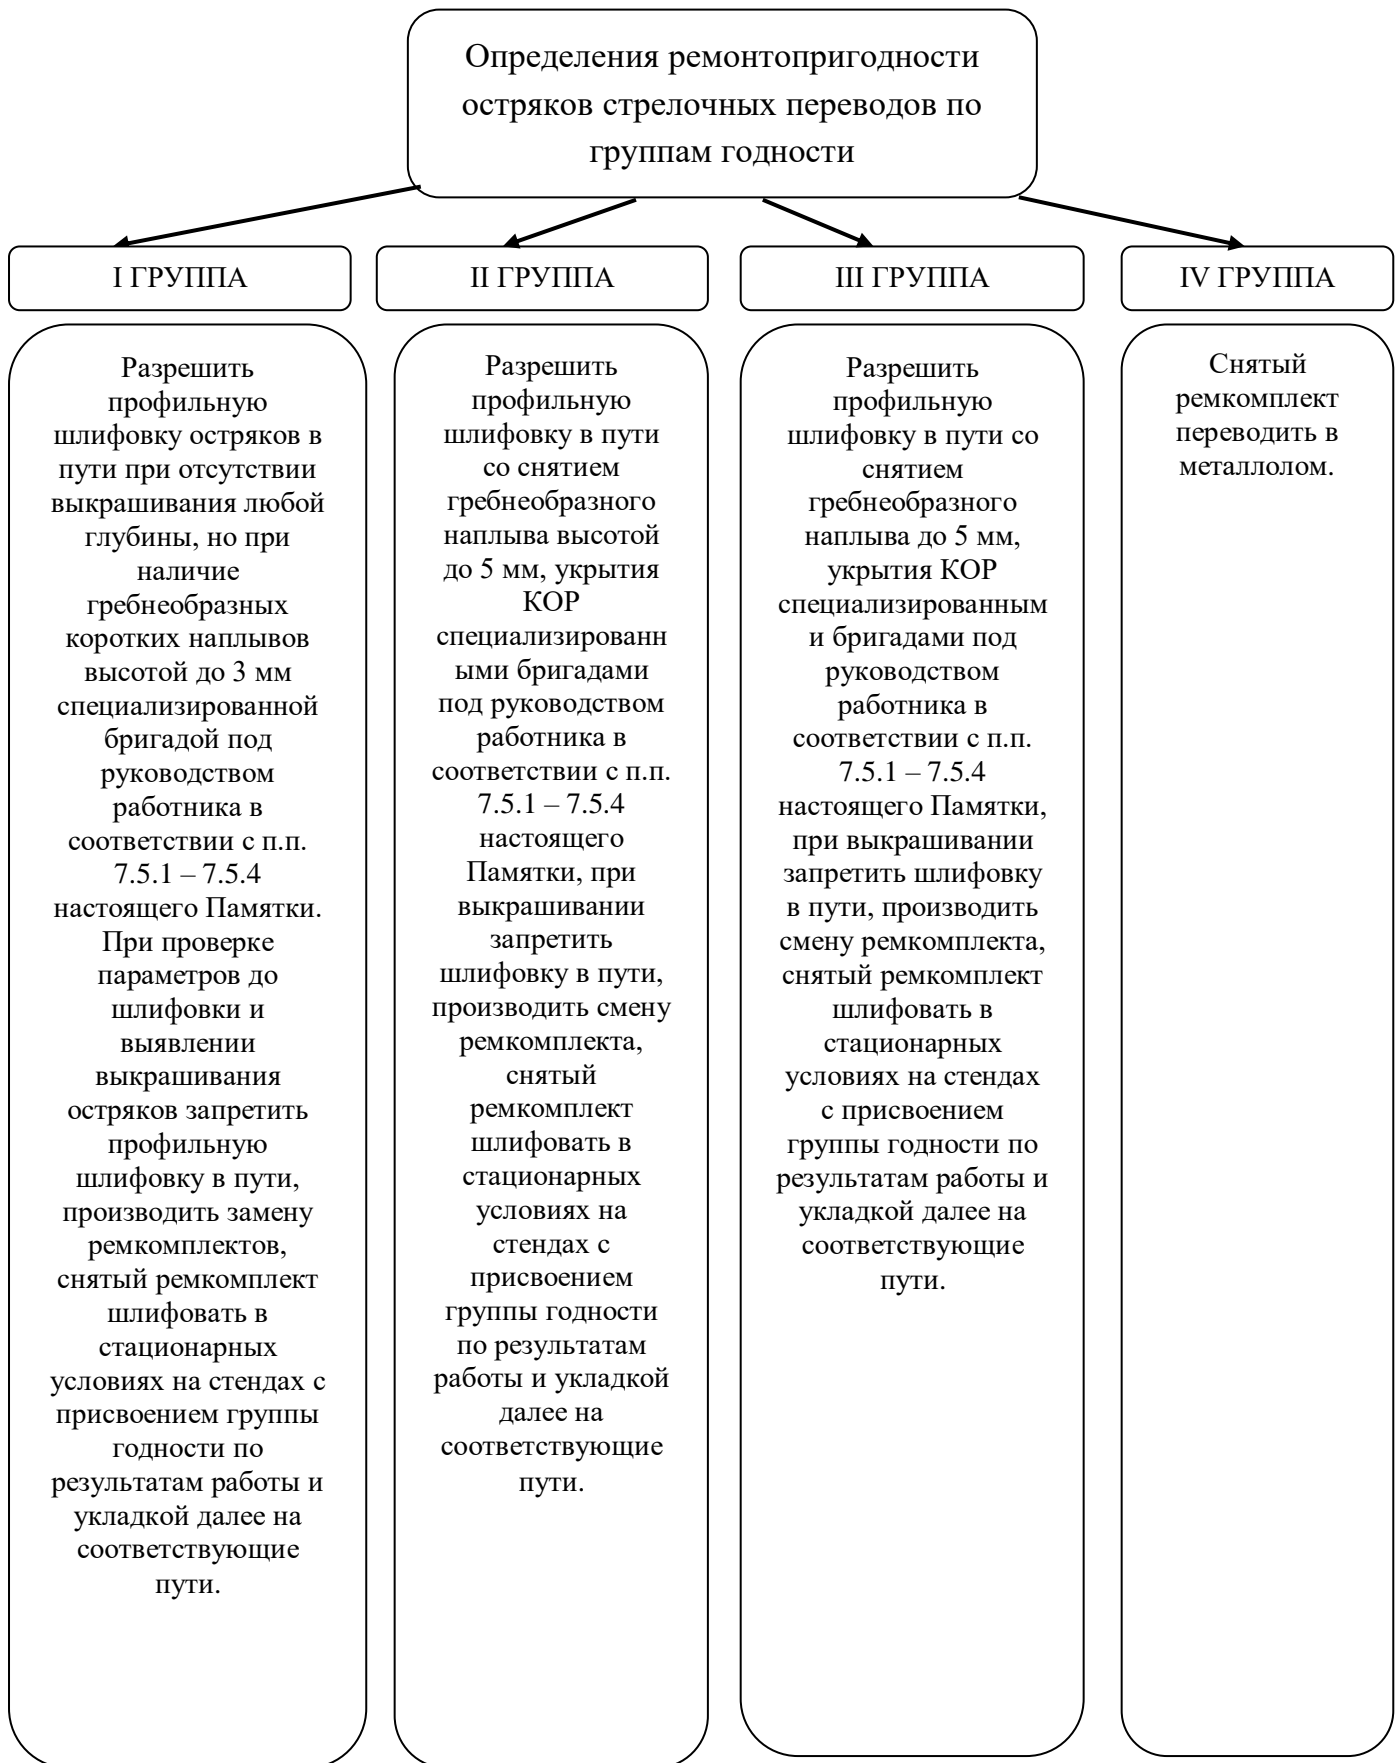 Определения ремонтопригодности
остряков стрелочных переводов по
группам годности
I ГРУППА
II ГРУППА
III ГРУППА
IV ГРУППА
Разрешить
профильную
шлифовку остряков в
пути при отсутствии
выкрашивания любой
глубины, но при
наличие
гребнеобразных
коротких наплывов
высотой до 3 мм
специализированной
бригадой под
руководством
работника в
соответствии с п.п.
7.5.1 – 7.5.4
настоящего Памятки.
При проверке
параметров до
шлифовки и
выявлении
выкрашивания
остряков запретить
профильную
шлифовку в пути,
производить замену
ремкомплектов,
снятый ремкомплект
шлифовать в
стационарных
условиях на стендах с
присвоением группы
годности по
результатам работы и
укладкой далее на
соответствующие
пути.
Разрешить
профильную
шлифовку в пути
со снятием
гребнеобразного
наплыва высотой
до 5 мм, укрытия
КОР
специализированн
ыми бригадами
под руководством
работника в
соответствии с п.п.
7.5.1 – 7.5.4
настоящего
Памятки, при
выкрашивании
запретить
шлифовку в пути,
производить смену
ремкомплекта,
снятый
ремкомплект
шлифовать в
стационарных
условиях на
стендах с
присвоением
группы годности
по результатам
работы и укладкой
далее на
соответствующие
пути.
Разрешить
профильную
шлифовку в пути со
снятием
гребнеобразного
наплыва до 5 мм,
укрытия КОР
специализированным
и бригадами под
руководством
работника в
соответствии с п.п.
7.5.1 – 7.5.4
настоящего Памятки,
при выкрашивании
запретить шлифовку
в пути, производить
смену ремкомплекта,
снятый ремкомплект
шлифовать в
стационарных
условиях на стендах
с присвоением
группы годности по
результатам работы и
укладкой далее на
соответствующие
пути.
Снятый
ремкомплект
переводить в
металлолом.